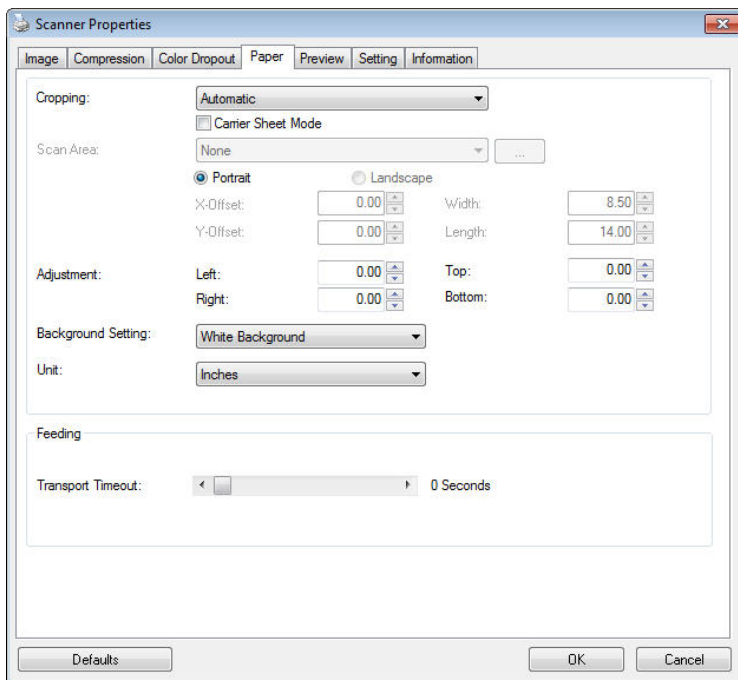 Scanner Properties
Image Compression Color Dropout Paper Preview Setting Information
Cropping: Automatic
Carrier Sheet Mode
Scan Area: None ...
Portrait Landscape
X-Offset: 0.00 Width: 8.50
Y-Offset: 0.00 Length: 14.00
Adjustment: Left: 0.00 Top: 0.00
Right: 0.00 Bottom: 0.00
Background Setting: White Background
Unit: Inches
Feeding
Transport Timeout: 0 Seconds
Defaults OK Cancel